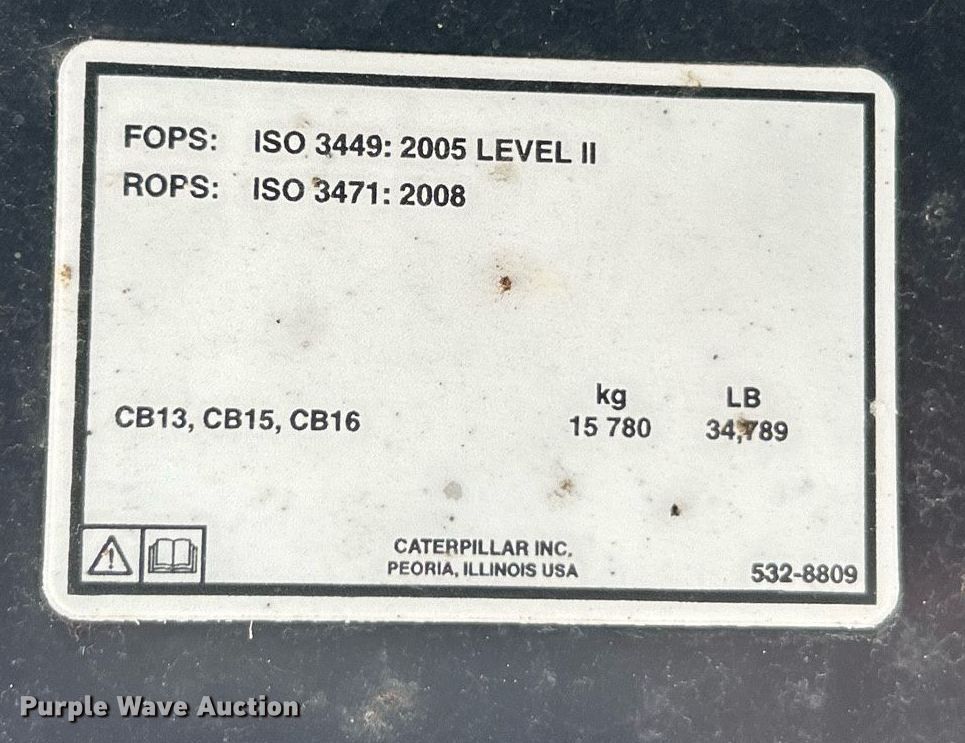 FOPS: ISO 3449: 2005 LEVEL II
ROPS: ISO 3471: 2008
kg LB
CB13, CB15, CB16 15 780 34,789
CATERPILLAR INC.
PEORIA, ILLINOIS USA
532-8809
Purple Wave Auction